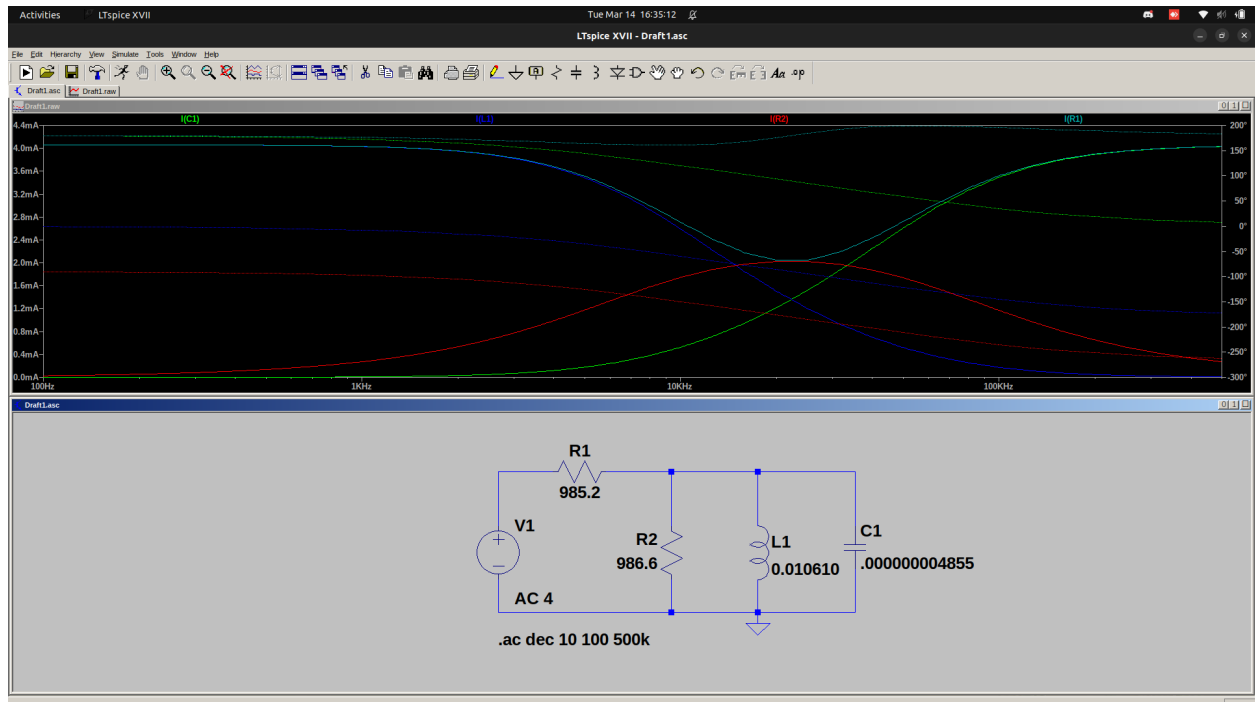 Activities LTspice XVII Tue Mar 14 16:35:12
LTspice XVII - Draft1.asc
File Edit Hierarchy View Simulate Tools Window Help
Aa .op
Draft1.asc Draft1.raw
Draft1.raw
I(C1) I(L1) I(R2) I(R1)
4.4mA 200°
4.0mA 150°
3.6mA 100°
3.2mA 50°
2.8mA 0°
2.4mA -50°
2.0mA -100°
1.6mA -150°
1.2mA -200°
0.8mA -250°
0.4mA -300°
0.0mA
100Hz 1KHz 10KHz 100KHz
Draft1.asc
R1
985.2
V1
R2
986.6
L1
0.010610
C1
.000000004855
AC 4
.ac dec 10 100 500k